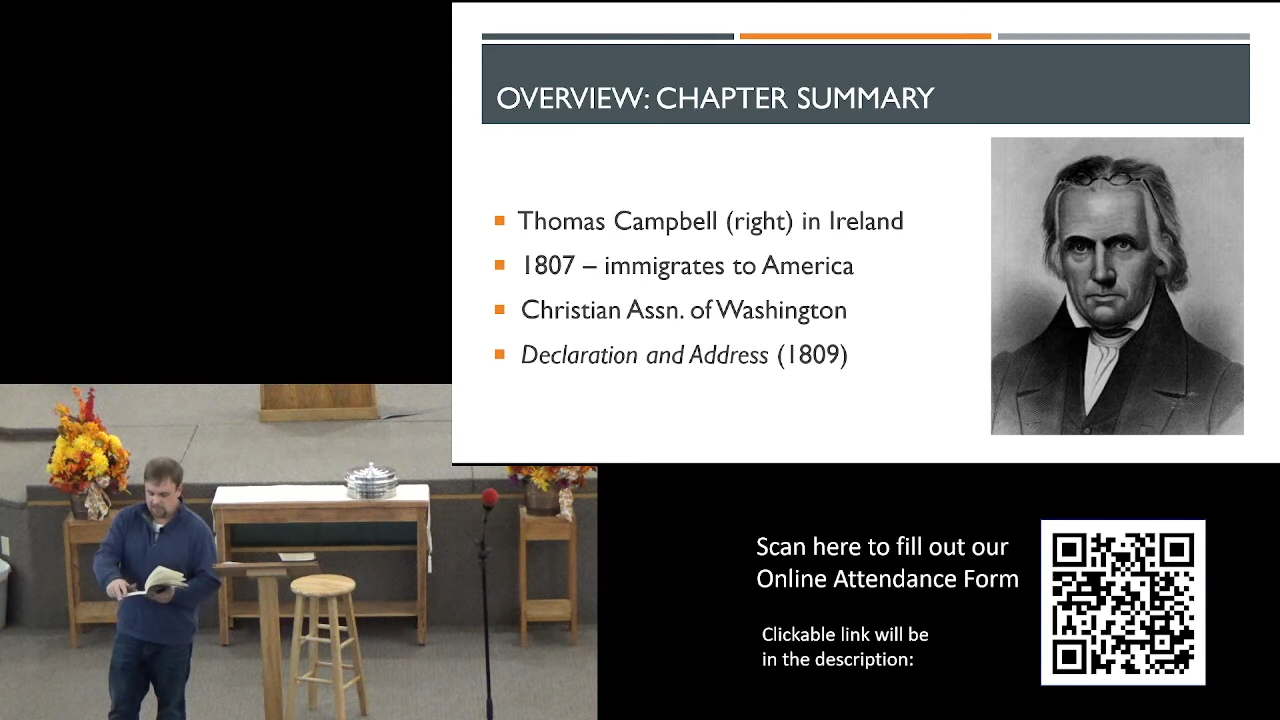 OVERVIEW: CHAPTER SUMMARY
Thomas Campbell (right) in Ireland
1807 – immigrates to America
Christian Assn. of Washington
Declaration and Address (1809)
Scan here to fill out our
Online Attendance Form
Clickable link will be
in the description: